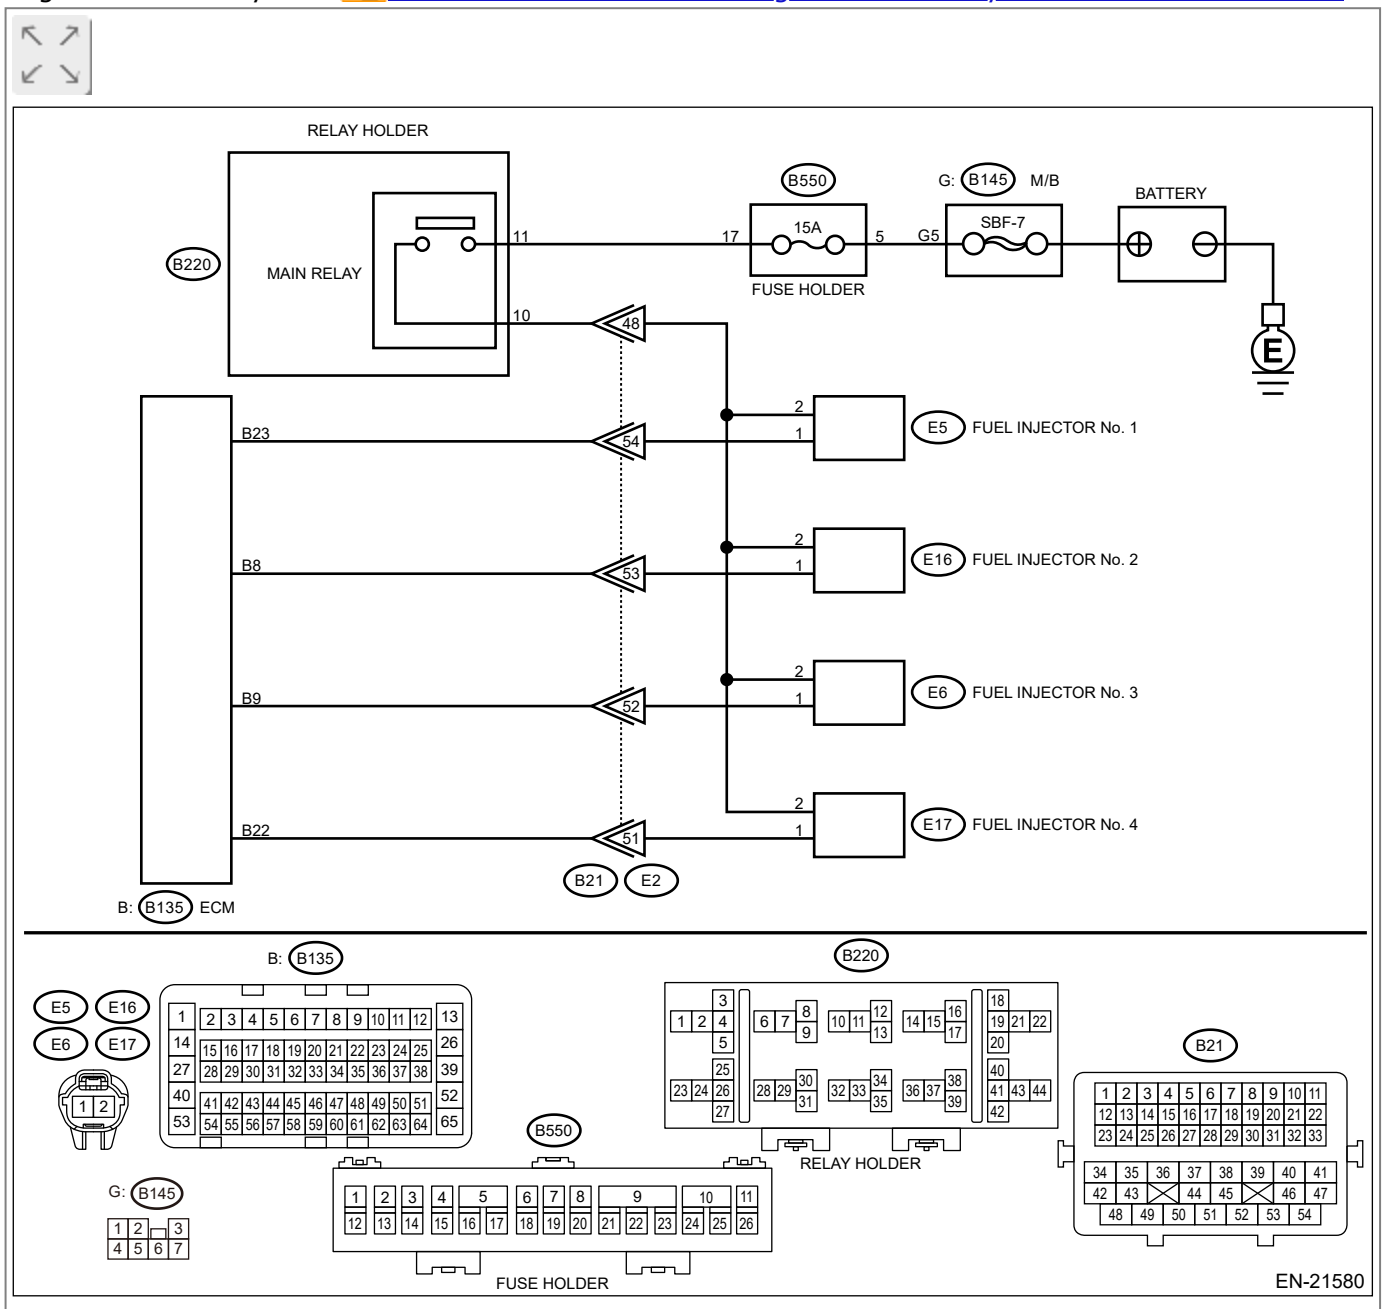 RELAY HOLDER
B550
G: B145 M/B
BATTERY
15A
SBF-7
11
17
5
G5
B220
MAIN RELAY
FUSE HOLDER
10
48
E
2
B23
54
1
E5 FUEL INJECTOR No. 1
2
B8
53
1
E16 FUEL INJECTOR No. 2
2
B9
52
1
E6 FUEL INJECTOR No. 3
2
B22
51
1
E17 FUEL INJECTOR No. 4
B21 E2
B: B135 ECM
B: B135
E5 E16
E6 E17
1 2
1 2 3 4 5 6 7 8 9 10 11 12 13
14 15 16 17 18 19 20 21 22 23 24 25 26
27 28 29 30 31 32 33 34 35 36 37 38 39
40 41 42 43 44 45 46 47 48 49 50 51 52
53 54 55 56 57 58 59 60 61 62 63 64 65
B220
3 8 12 16 18
1 2 4 6 7 10 11 14 15 19 21 22
5 9 13 17 20
25 30 34 38 40
23 24 26 28 29 32 33 36 37 41 43 44
27 31 35 39 42
RELAY HOLDER
B21
1 2 3 4 5 6 7 8 9 10 11
12 13 14 15 16 17 18 19 20 21 22
23 24 25 26 27 28 29 30 31 32 33
34 35 36 37 38 39 40 41
42 43 44 45 46 47
48 49 50 51 52 53 54
G: B145
1 2 3
4 5 6 7
B550
1 2 3 4 5 6 7 8 9 10 11
12 13 14 15 16 17 18 19 20 21 22 23 24 25 26
FUSE HOLDER
EN-21580